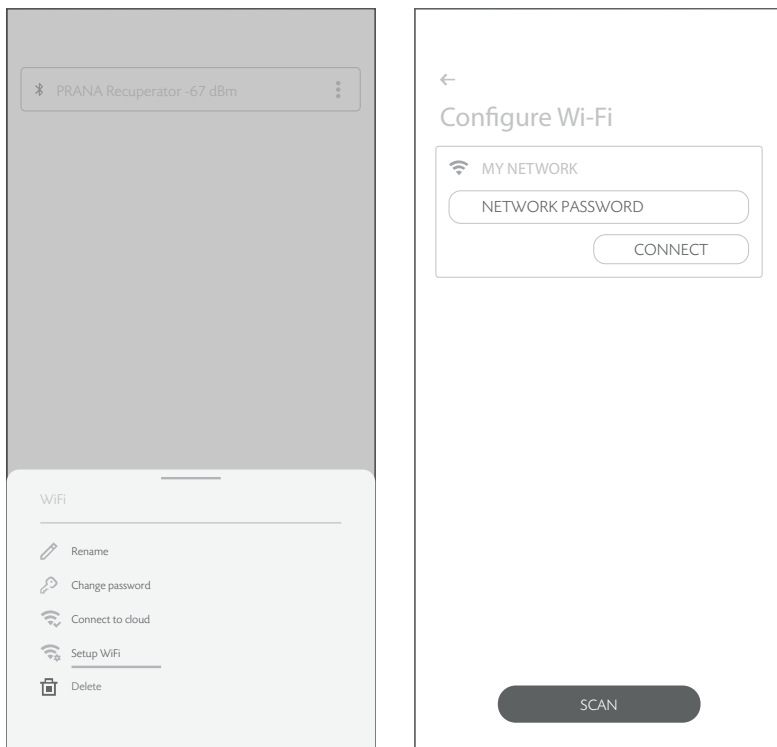 PRANA Recuperator -67 dBm
WiFi
Rename
Change password
Connect to cloud
Setup WiFi
Delete
Configure Wi-Fi
MY NETWORK
NETWORK PASSWORD
CONNECT
SCAN